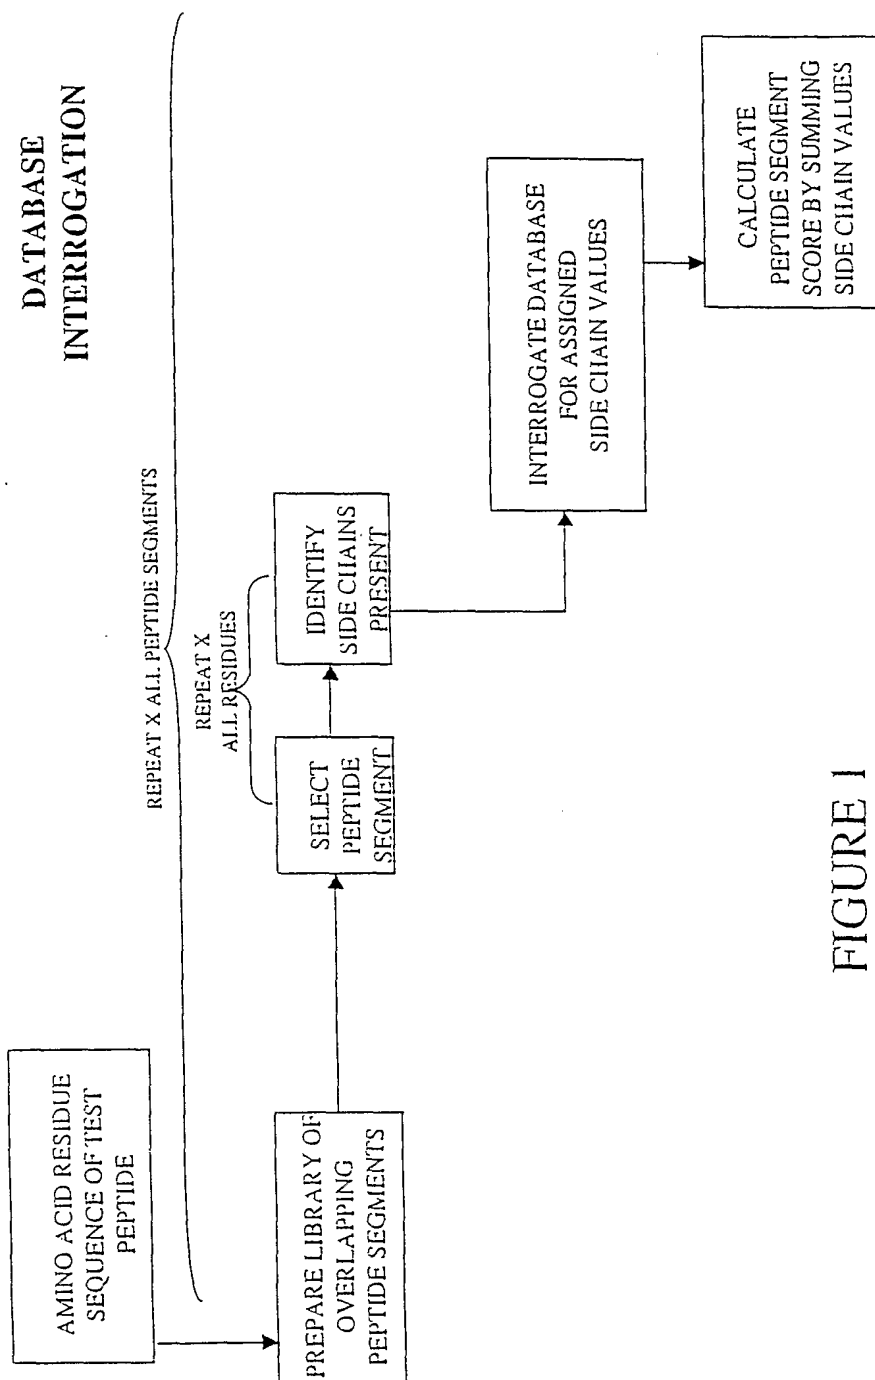 DATABASE
INTERROGATION
AMINO ACID RESIDUE
SEQUENCE OF TEST
PEPTIDE
REPEAT X ALL PEPTIDE SEGMENTS
REPEAT X
ALL RESIDUES
PREPARE LIBRARY OF
OVERLAPPING
PEPTIDE SEGMENTS
SELECT
PEPTIDE
SEGMENT
IDENTIFY
SIDE CHAINS
PRESENT
INTERROGATE DATABASE
FOR ASSIGNED
SIDE CHAIN VALUES
CALCULATE
PEPTIDE SEGMENT
SCORE BY SUMMING
SIDE CHAIN VALUES
FIGURE 1